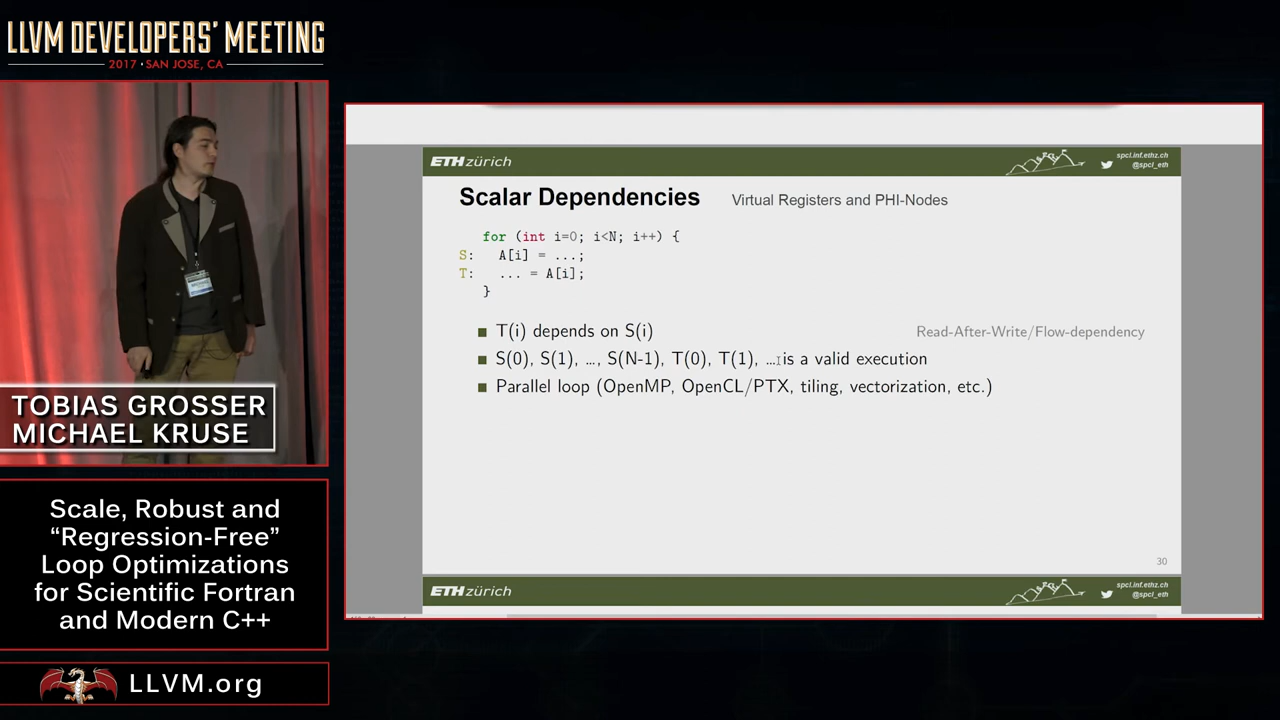 LLVM DEVELOPERS' MEETING
2017 · SAN JOSE, CA
TOBIAS GROSSER
MICHAEL KRUSE
Scale, Robust and
“Regression-Free”
Loop Optimizations
for Scientific Fortran
and Modern C++
LLVM.org
ETH zürich
spcl.inf.ethz.ch
@spcl_eth
Scalar Dependencies
Virtual Registers and PHI-Nodes
for (int i=0; i<N; i++) {
S: A[i] = ...;
T: ... = A[i];
}
T(i) depends on S(i)
Read-After-Write/Flow-dependency
S(0), S(1), …, S(N-1), T(0), T(1), … is a valid execution
Parallel loop (OpenMP, OpenCL/PTX, tiling, vectorization, etc.)
30
ETH zürich
spcl.inf.ethz.ch
@spcl_eth